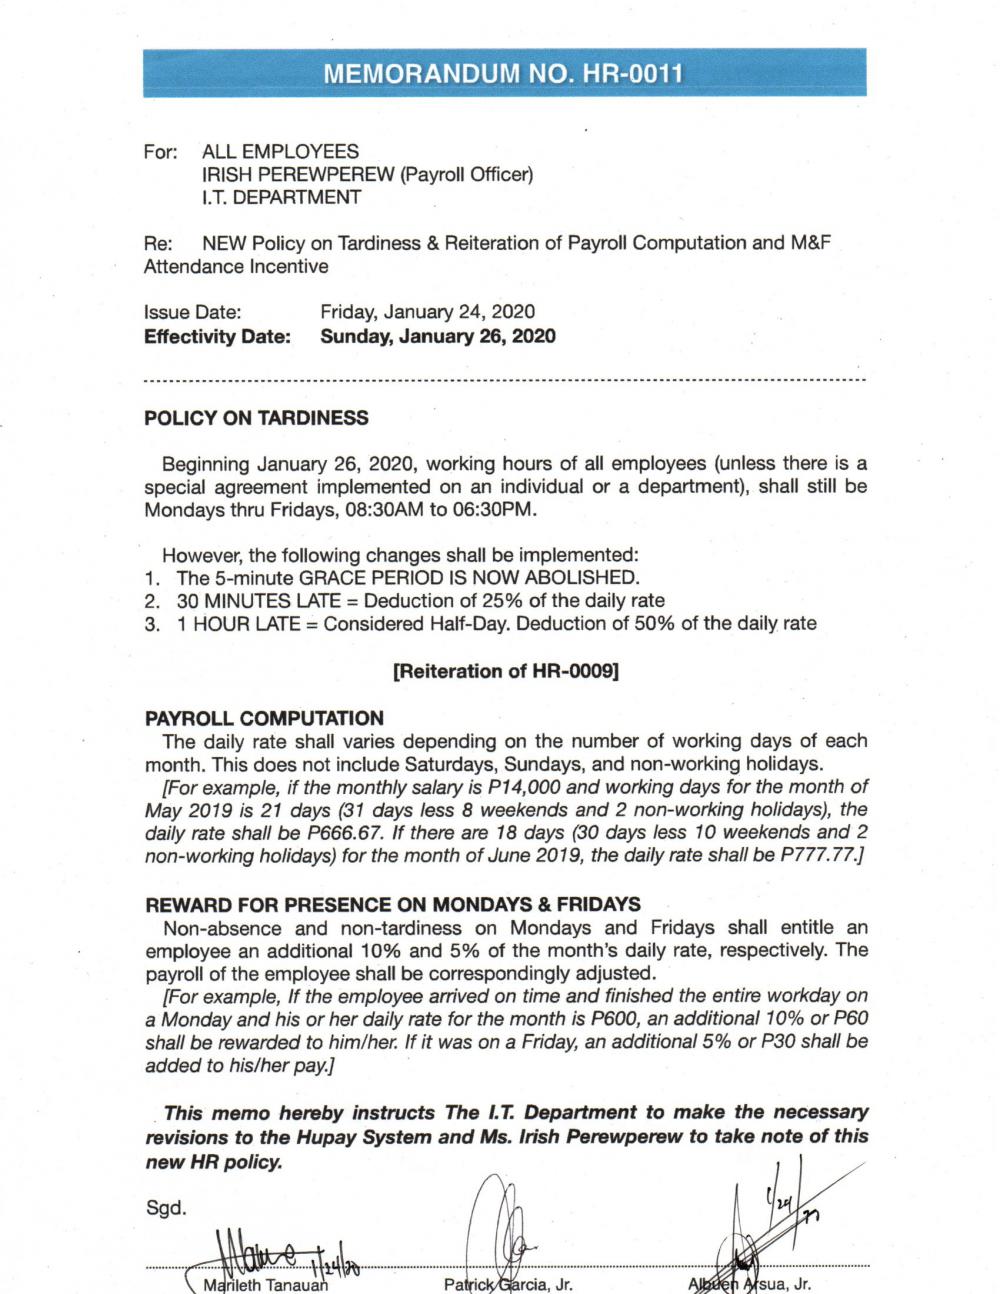 MEMORANDUM NO. HR-0011
For: ALL EMPLOYEES
IRISH PEREWPEREW (Payroll Officer)
I.T. DEPARTMENT
Re: NEW Policy on Tardiness & Reiteration of Payroll Computation and M&F
Attendance Incentive
Issue Date: Friday, January 24, 2020
Effectivity Date: Sunday, January 26, 2020
POLICY ON TARDINESS
Beginning January 26, 2020, working hours of all employees (unless there is a
special agreement implemented on an individual or a department), shall still be
Mondays thru Fridays, 08:30AM to 06:30PM.
However, the following changes shall be implemented:
1. The 5-minute GRACE PERIOD IS NOW ABOLISHED.
2. 30 MINUTES LATE = Deduction of 25% of the daily rate
3. 1 HOUR LATE = Considered Half-Day. Deduction of 50% of the daily rate
[Reiteration of HR-0009]
PAYROLL COMPUTATION
The daily rate shall varies depending on the number of working days of each
month. This does not include Saturdays, Sundays, and non-working holidays.
[For example, if the monthly salary is P14,000 and working days for the month of
May 2019 is 21 days (31 days less 8 weekends and 2 non-working holidays), the
daily rate shall be P666.67. If there are 18 days (30 days less 10 weekends and 2
non-working holidays) for the month of June 2019, the daily rate shall be P777.77.]
REWARD FOR PRESENCE ON MONDAYS & FRIDAYS
Non-absence and non-tardiness on Mondays and Fridays shall entitle an
employee an additional 10% and 5% of the month's daily rate, respectively. The
payroll of the employee shall be correspondingly adjusted.
[For example, If the employee arrived on time and finished the entire workday on
a Monday and his or her daily rate for the month is P600, an additional 10% or P60
shall be rewarded to him/her. If it was on a Friday, an additional 5% or P30 shall be
added to his/her pay.]
This memo hereby instructs The I.T. Department to make the necessary
revisions to the Hupay System and Ms. Irish Perewperew to take note of this
new HR policy.
Sgd.
1/24/20
1/24/20
Marileth Tanauan Patrick Garcia, Jr. Albuen Arsua, Jr.